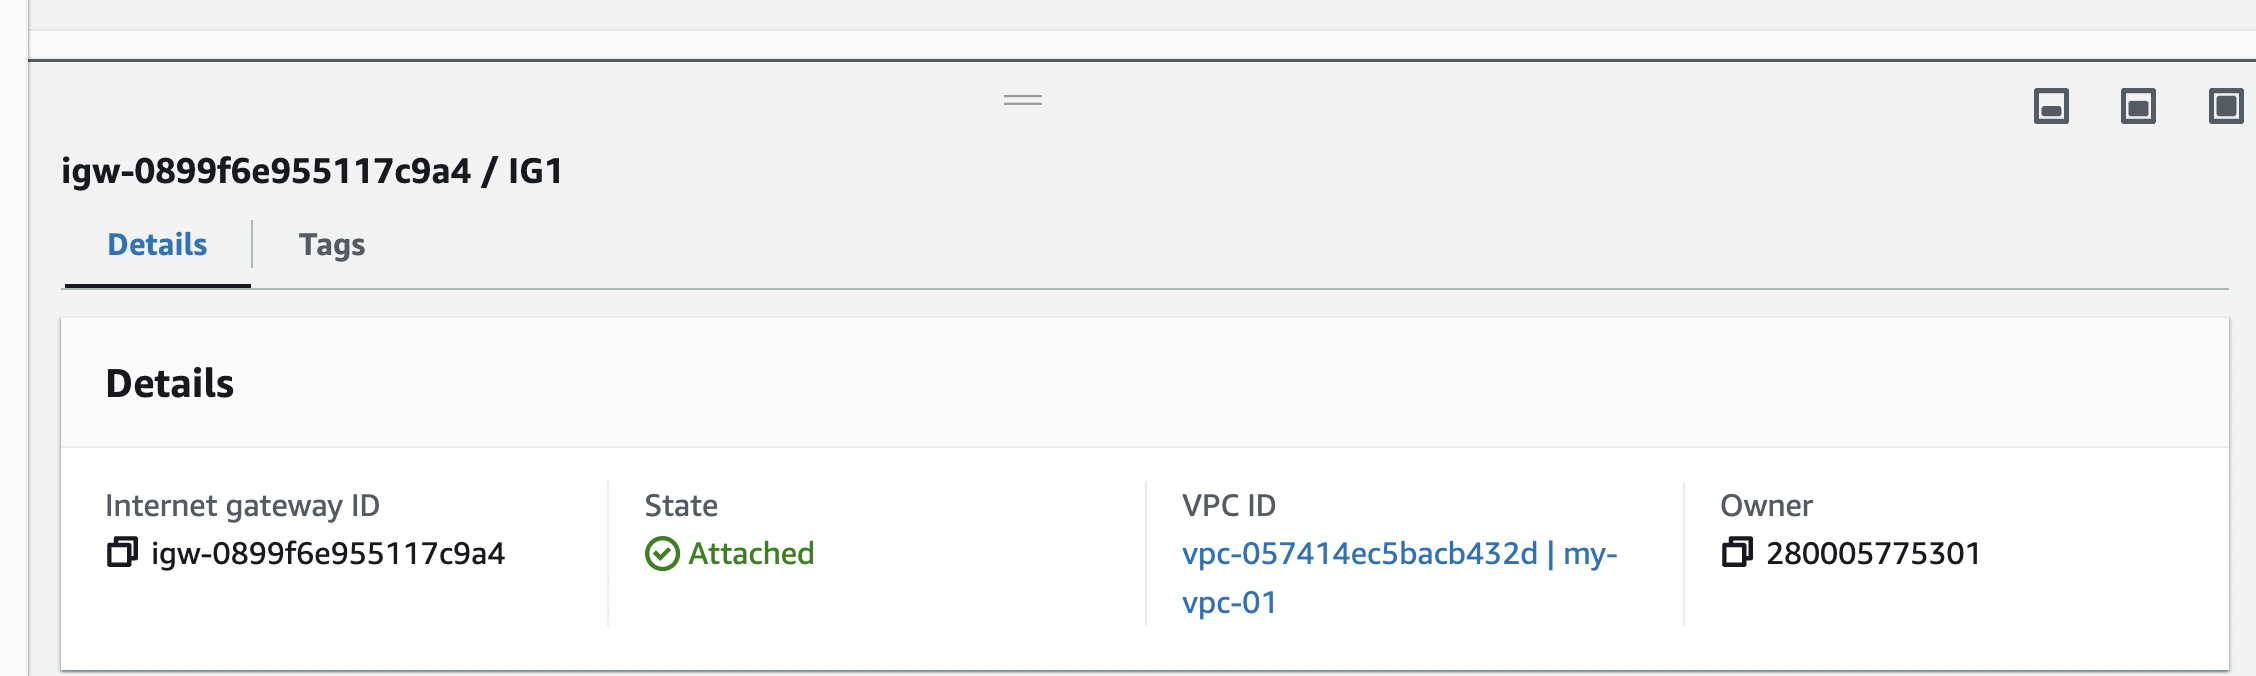 igw-0899f6e955117c9a4 / IG1
Details
Tags
Details
Internet gateway ID
igw-0899f6e955117c9a4
State
Attached
VPC ID
vpc-057414ec5bacb432d | my-
vpc-01
Owner
280005775301